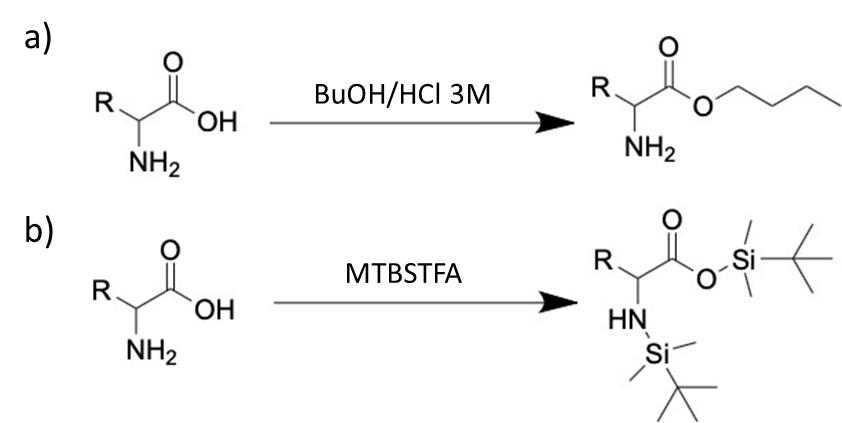 a)
R
O
OH
NH₂
BuOH/HCl 3M
R
O
O
NH₂
b)
R
O
OH
NH₂
MTBSTFA
R
O
O
Si
HN
Si